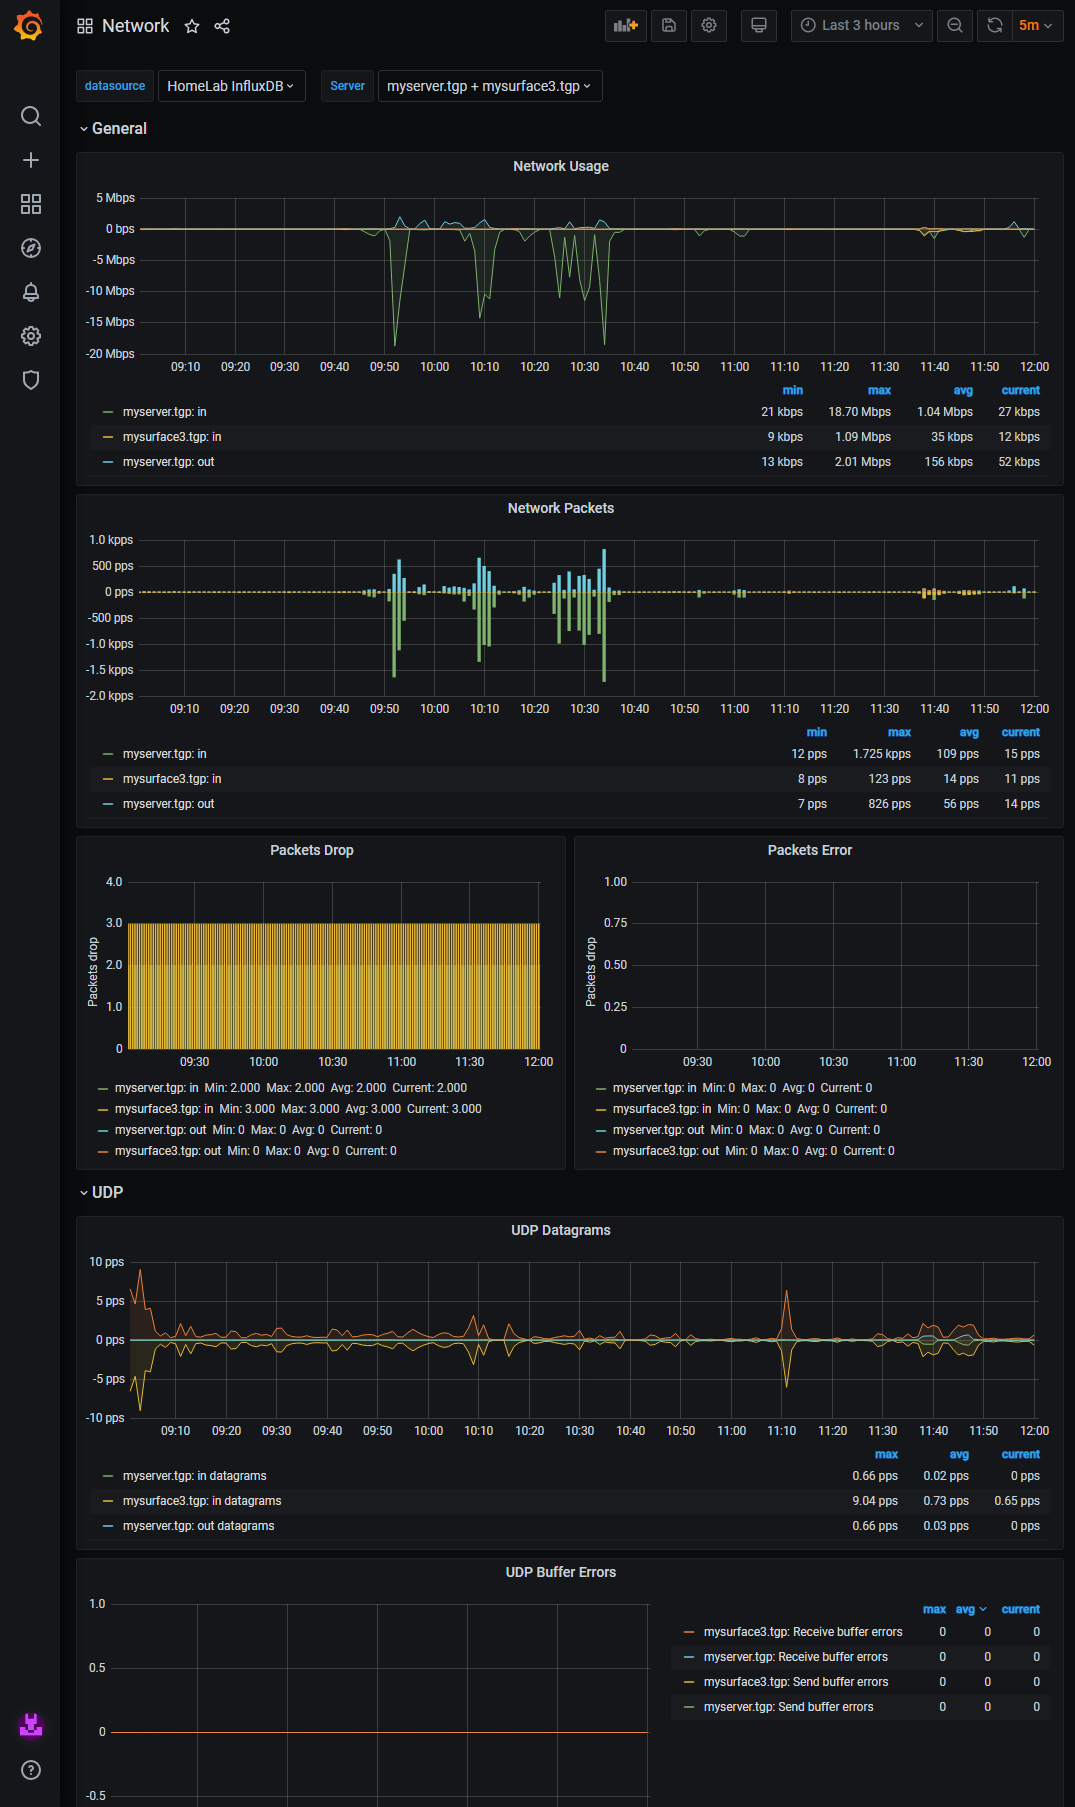 Network
Last 3 hours
5m
datasource HomeLab InfluxDB Server myserver.tgp + mysurface3.tgp
General
Network Usage
5 Mbps
0 bps
-5 Mbps
-10 Mbps
-15 Mbps
-20 Mbps
09:10 09:20 09:30 09:40 09:50 10:00 10:10 10:20 10:30 10:40 10:50 11:00 11:10 11:20 11:30 11:40 11:50 12:00
min max avg current
myserver.tgp: in 21 kbps 18.70 Mbps 1.04 Mbps 27 kbps
mysurface3.tgp: in 9 kbps 1.09 Mbps 35 kbps 12 kbps
myserver.tgp: out 13 kbps 2.01 Mbps 156 kbps 52 kbps
Network Packets
1.0 kpps
500 pps
0 pps
-500 pps
-1.0 kpps
-1.5 kpps
-2.0 kpps
09:10 09:20 09:30 09:40 09:50 10:00 10:10 10:20 10:30 10:40 10:50 11:00 11:10 11:20 11:30 11:40 11:50 12:00
min max avg current
myserver.tgp: in 12 pps 1.725 kpps 109 pps 15 pps
mysurface3.tgp: in 8 pps 123 pps 14 pps 11 pps
myserver.tgp: out 7 pps 826 pps 56 pps 14 pps
Packets Drop
Packets drop
4.0
3.0
2.0
1.0
0
09:30 10:00 10:30 11:00 11:30 12:00
myserver.tgp: in Min: 2.000 Max: 2.000 Avg: 2.000 Current: 2.000
mysurface3.tgp: in Min: 3.000 Max: 3.000 Avg: 3.000 Current: 3.000
myserver.tgp: out Min: 0 Max: 0 Avg: 0 Current: 0
mysurface3.tgp: out Min: 0 Max: 0 Avg: 0 Current: 0
Packets Error
Packets drop
1.00
0.75
0.50
0.25
0
09:30 10:00 10:30 11:00 11:30 12:00
myserver.tgp: in Min: 0 Max: 0 Avg: 0 Current: 0
mysurface3.tgp: in Min: 0 Max: 0 Avg: 0 Current: 0
myserver.tgp: out Min: 0 Max: 0 Avg: 0 Current: 0
mysurface3.tgp: out Min: 0 Max: 0 Avg: 0 Current: 0
UDP
UDP Datagrams
10 pps
5 pps
0 pps
-5 pps
-10 pps
09:10 09:20 09:30 09:40 09:50 10:00 10:10 10:20 10:30 10:40 10:50 11:00 11:10 11:20 11:30 11:40 11:50 12:00
max avg current
myserver.tgp: in datagrams 0.66 pps 0.02 pps 0 pps
mysurface3.tgp: in datagrams 9.04 pps 0.73 pps 0.65 pps
myserver.tgp: out datagrams 0.66 pps 0.03 pps 0 pps
UDP Buffer Errors
1.0
0.5
0
-0.5
max avg current
mysurface3.tgp: Receive buffer errors 0 0 0
myserver.tgp: Receive buffer errors 0 0 0
mysurface3.tgp: Send buffer errors 0 0 0
myserver.tgp: Send buffer errors 0 0 0